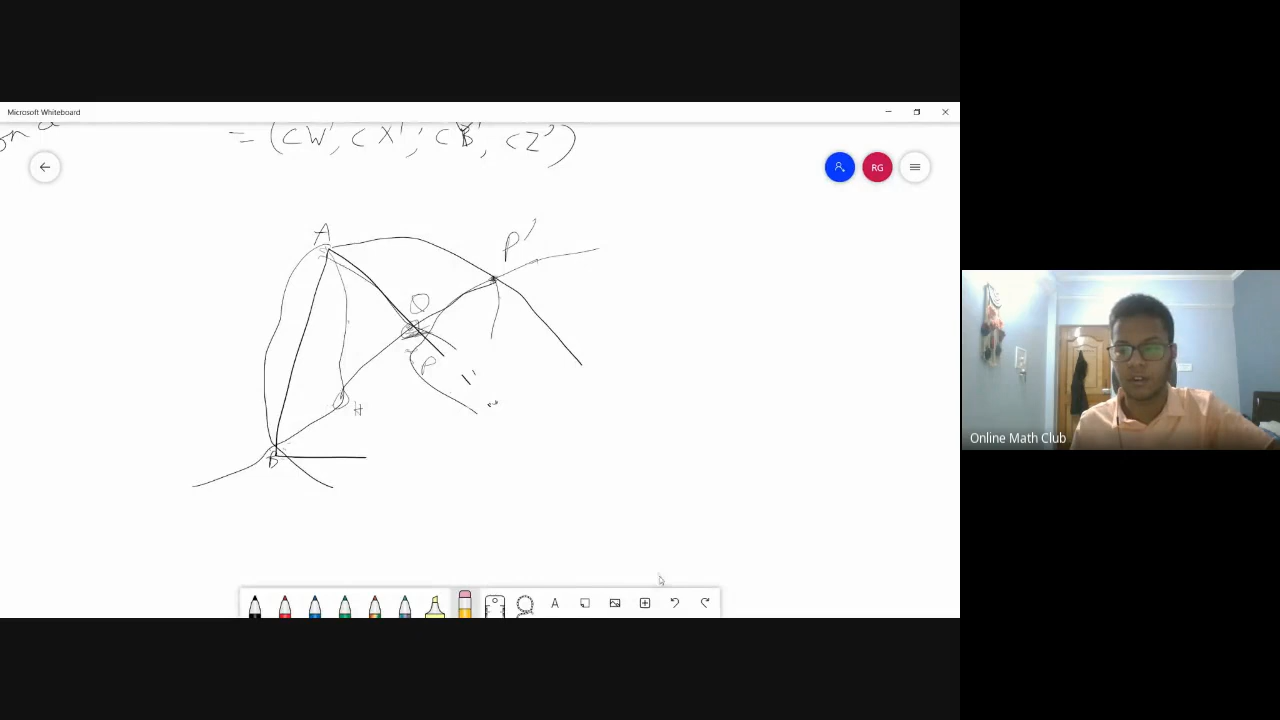 Microsoft Whiteboard
= (CW', CX'; CY', CZ')
RG
A
P'
Q
P
H
B
A
Online Math Club